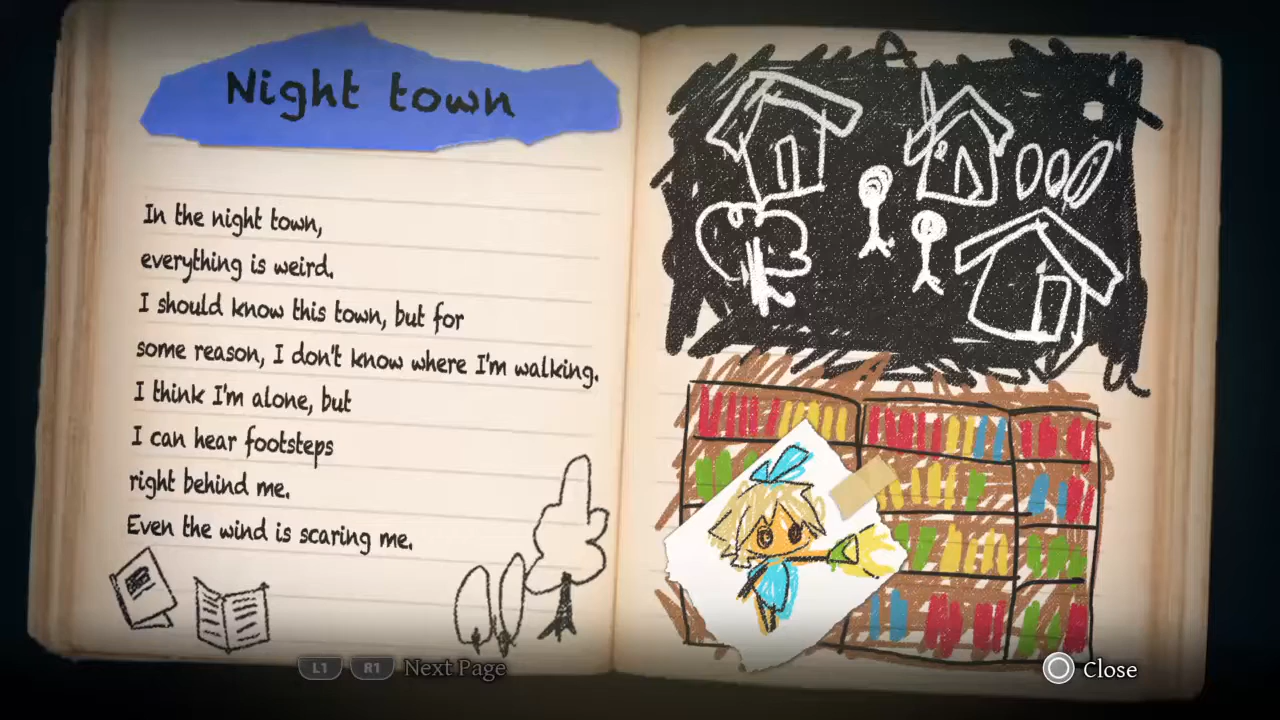 Night town
In the night town,
everything is weird.
I should know this town, but for
some reason, I don't know where I'm walking.
I think I'm alone, but
I can hear footsteps
right behind me.
Even the wind is scaring me.
L1 R1 Next Page
Close